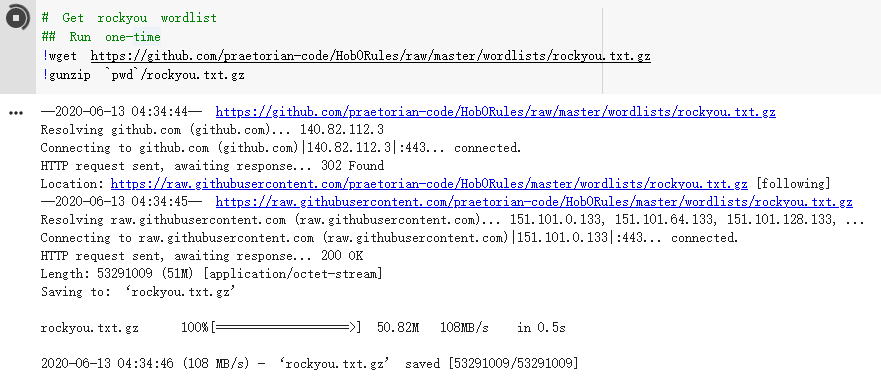 # Get rockyou wordlist
## Run one-time
!wget https://github.com/praetorian-code/Hob0Rules/raw/master/wordlists/rockyou.txt.gz
!gunzip `pwd`/rockyou.txt.gz
--2020-06-13 04:34:44-- https://github.com/praetorian-code/Hob0Rules/raw/master/wordlists/rockyou.txt.gz
Resolving github.com (github.com)... 140.82.112.3
Connecting to github.com (github.com)|140.82.112.3|:443... connected.
HTTP request sent, awaiting response... 302 Found
Location: https://raw.githubusercontent.com/praetorian-code/Hob0Rules/master/wordlists/rockyou.txt.gz [following]
--2020-06-13 04:34:45-- https://raw.githubusercontent.com/praetorian-code/Hob0Rules/master/wordlists/rockyou.txt.gz
Resolving raw.githubusercontent.com (raw.githubusercontent.com)... 151.101.0.133, 151.101.64.133, 151.101.128.133, ...
Connecting to raw.githubusercontent.com (raw.githubusercontent.com)|151.101.0.133|:443... connected.
HTTP request sent, awaiting response... 200 OK
Length: 53291009 (51M) [application/octet-stream]
Saving to: ‘rockyou.txt.gz’
rockyou.txt.gz 100%[===================>] 50.82M 108MB/s in 0.5s
2020-06-13 04:34:46 (108 MB/s) - ‘rockyou.txt.gz’ saved [53291009/53291009]